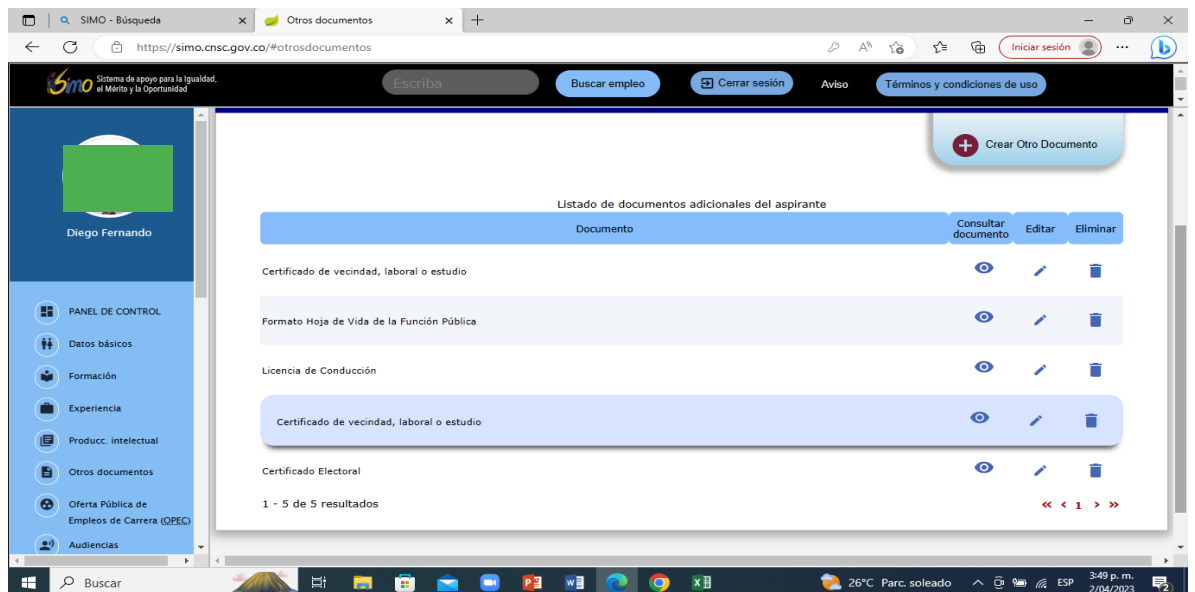 SIMO - Búsqueda
Otros documentos
https://simo.cnsc.gov.co/#otrosdocumentos
Iniciar sesión
Simo Sistema de apoyo para la Igualdad,
el Mérito y la Oportunidad
Escriba
Buscar empleo
Cerrar sesión
Aviso
Términos y condiciones de uso
Crear Otro Documento
Diego Fernando
PANEL DE CONTROL
Datos básicos
Formación
Experiencia
Producc. intelectual
Otros documentos
Oferta Pública de
Empleos de Carrera (OPEC)
Audiencias
Listado de documentos adicionales del aspirante
Documento
Consultar
documento
Editar
Eliminar
Certificado de vecindad, laboral o estudio
Formato Hoja de Vida de la Función Pública
Licencia de Conducción
Certificado de vecindad, laboral o estudio
Certificado Electoral
1 - 5 de 5 resultados
« < 1 > »
Buscar
26°C Parc. soleado
ESP
3:49 p. m.
2/04/2023
2